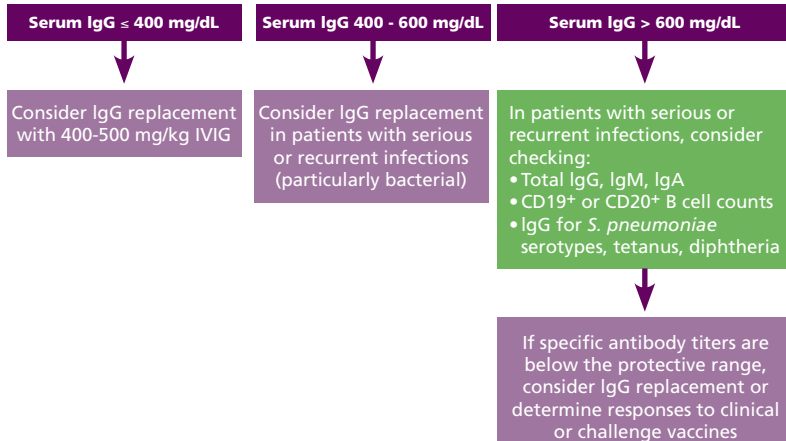 Serum IgG ≤ 400 mg/dL
Consider IgG replacement
with 400-500 mg/kg IVIG
Serum IgG 400 - 600 mg/dL
Consider IgG replacement
in patients with serious
or recurrent infections
(particularly bacterial)
Serum IgG > 600 mg/dL
In patients with serious or
recurrent infections, consider
checking:
• Total IgG, IgM, IgA
• CD19⁺ or CD20⁺ B cell counts
• IgG for S. pneumoniae
serotypes, tetanus, diphtheria
If specific antibody titers are
below the protective range,
consider IgG replacement or
determine responses to clinical
or challenge vaccines